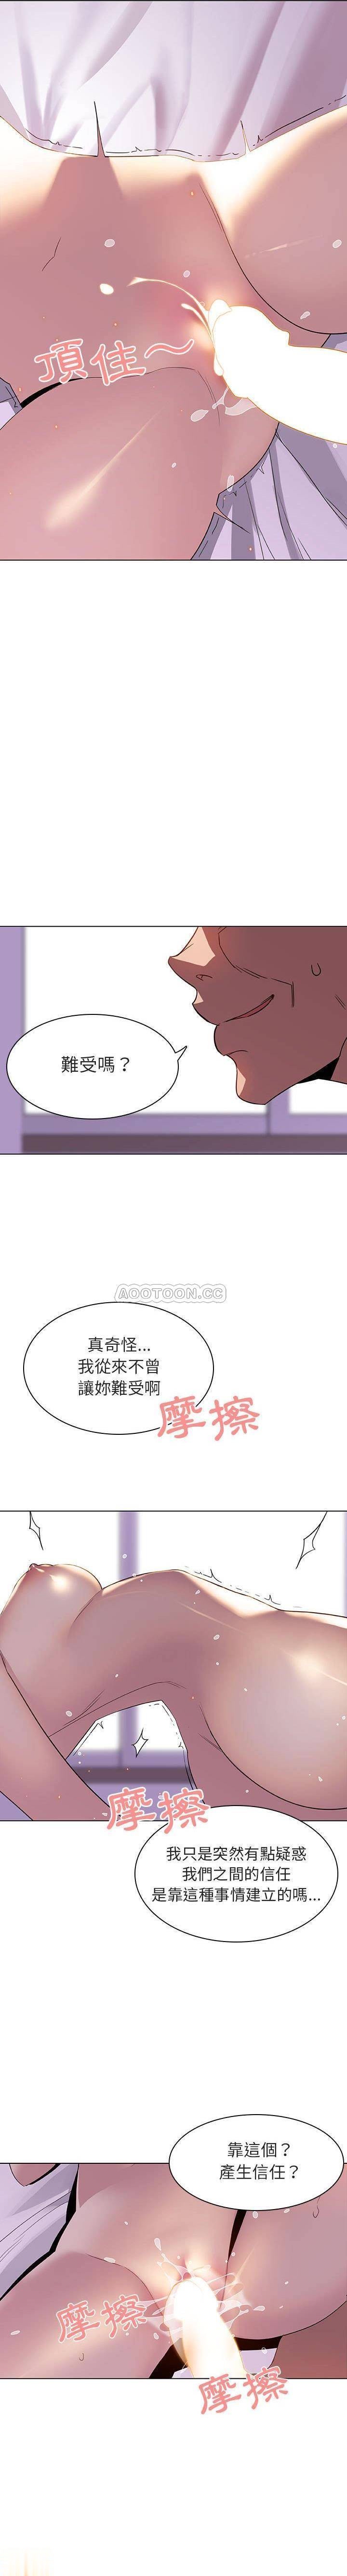 頂住～
難受嗎？
AOOTOON.CC
真奇怪...
我從來不曾
讓妳難受啊
摩擦
摩擦
我只是突然有點疑惑
我們之間的信任
是靠這種事情建立的嗎...
靠這個？
產生信任？
摩擦
摩擦